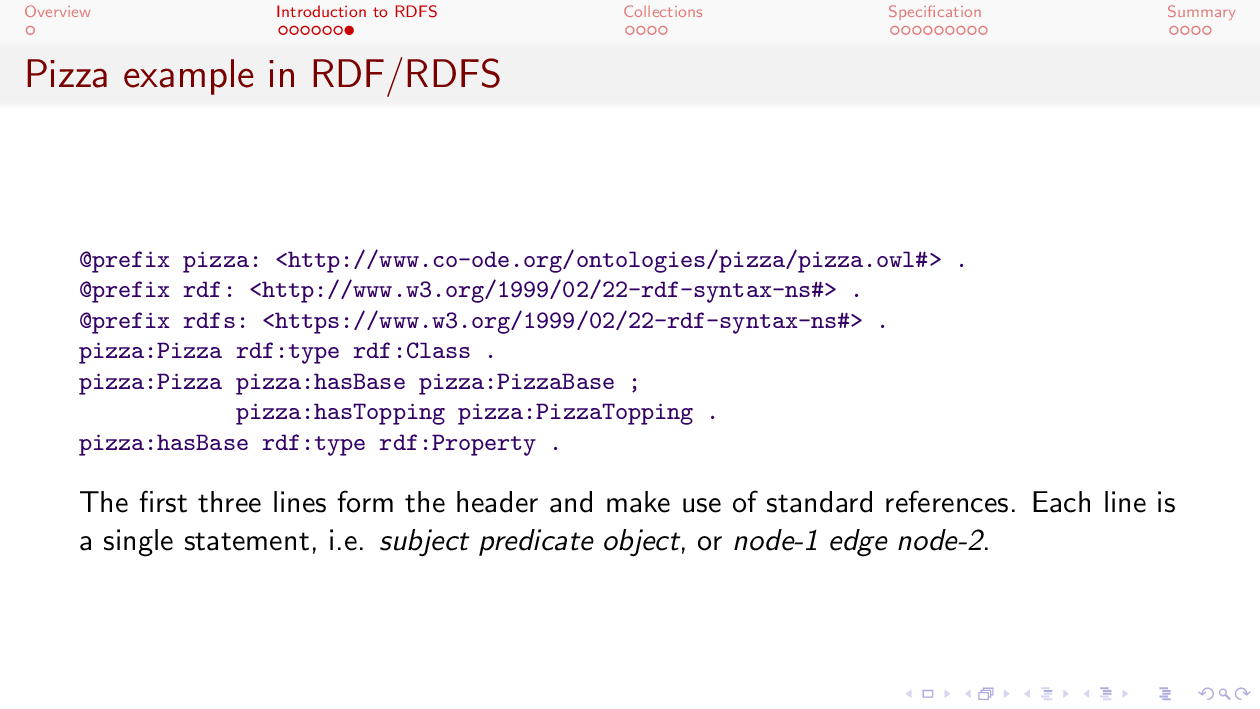 Overview
Introduction to RDFS
Collections
Specification
Summary
Pizza example in RDF/RDFS
@prefix pizza: <http://www.co-ode.org/ontologies/pizza/pizza.owl#> .
@prefix rdf: <http://www.w3.org/1999/02/22-rdf-syntax-ns#> .
@prefix rdfs: <https://www.w3.org/1999/02/22-rdf-syntax-ns#> .
pizza:Pizza rdf:type rdf:Class .
pizza:Pizza pizza:hasBase pizza:PizzaBase ;
            pizza:hasTopping pizza:PizzaTopping .
pizza:hasBase rdf:type rdf:Property .
The first three lines form the header and make use of standard references. Each line is
a single statement, i.e. subject predicate object, or node-1 edge node-2.